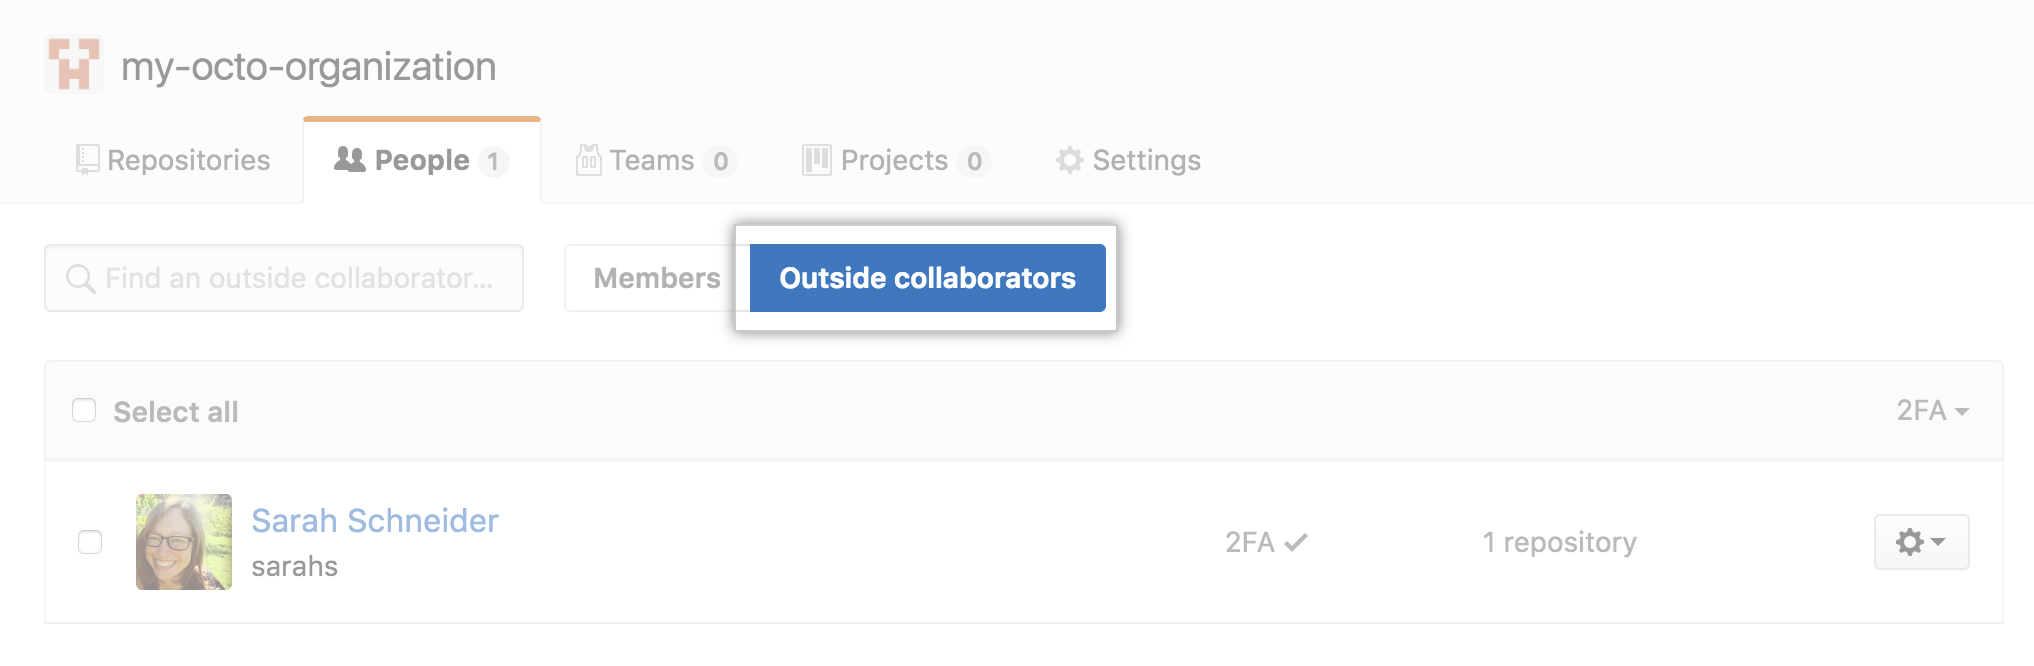 my-octo-organization
Repositories People 1 Teams 0 Projects 0 Settings
Find an outside collaborator... Members Outside collaborators
Select all 2FA
Sarah Schneider
2FA 1 repository
sarahs